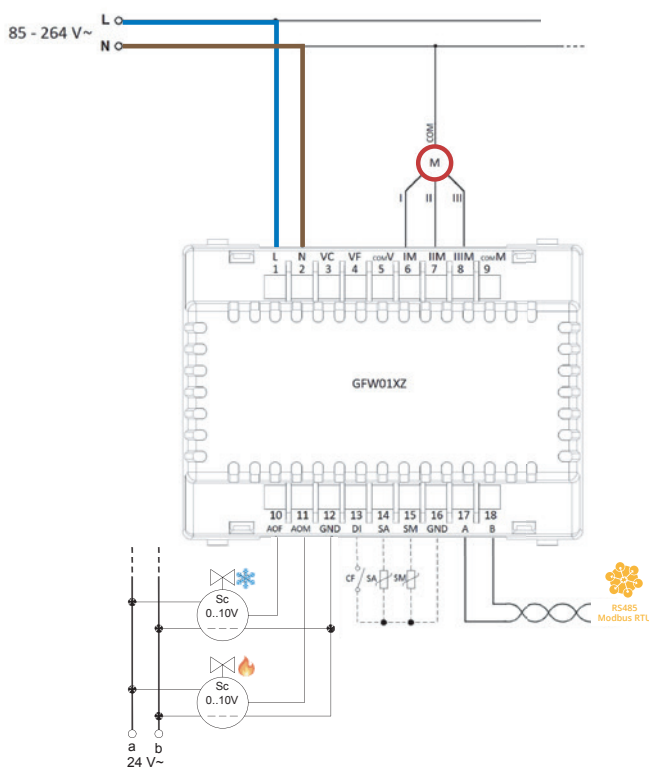 L
85 - 264 V~
N
COM
M
I II III
L N VC VF COMV IM IIM IIIM COMM
1 2 3 4 5 6 7 8 9
GFW01XZ
10 11 12 13 14 15 16 17 18
AOF AOM GND DI SA SM GND A B
CF SA SM
Sc
0..10V
RS485
Modbus RTU
Sc
0..10V
a b
24 V~